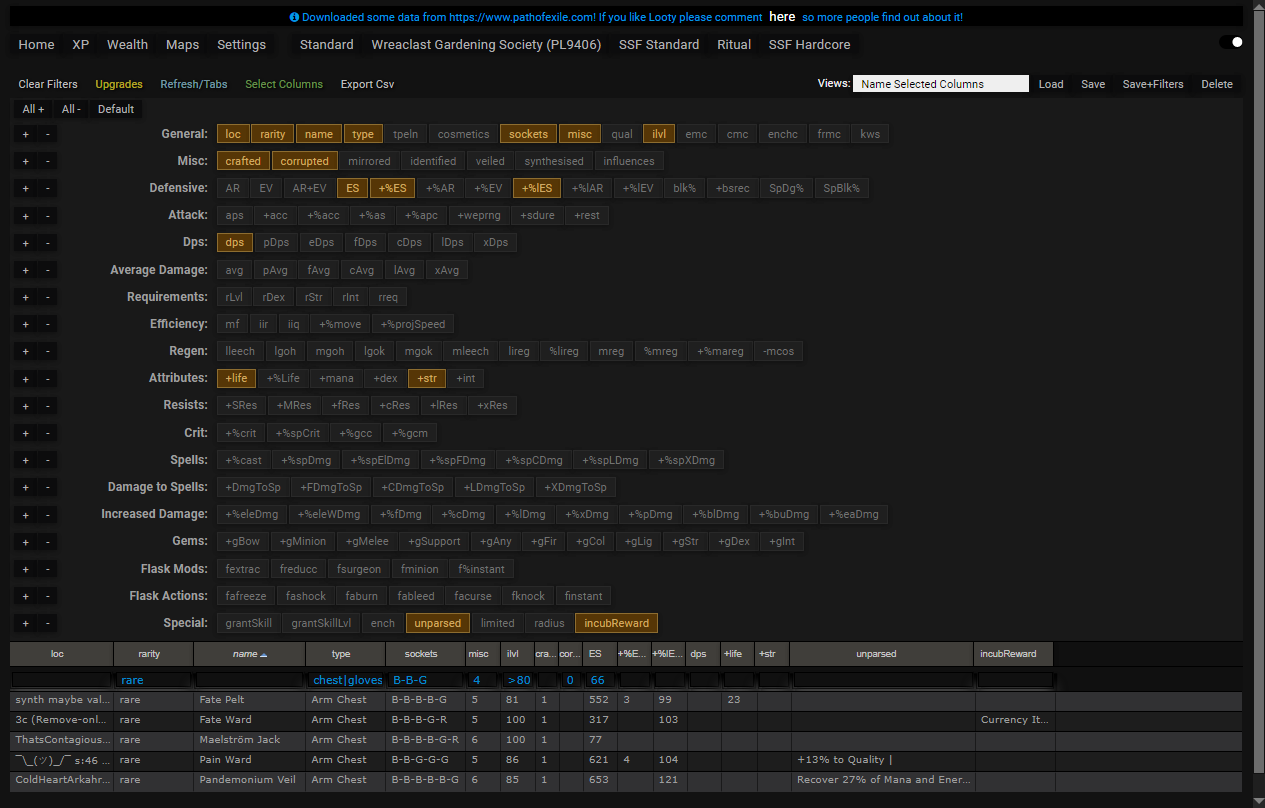 Downloaded some data from https://www.pathofexile.com! If you like Looty please comment here so more people find out about it!
Home XP Wealth Maps Settings Standard Wreaclast Gardening Society (PL9406) SSF Standard Ritual SSF Hardcore
Clear Filters Upgrades Refresh/Tabs Select Columns Export Csv Views: Name Selected Columns Load Save Save+Filters Delete
All + All - Default
+ - General: loc rarity name type tpeln cosmetics sockets misc qual ilvl emc cmc enchc frmc kws
+ - Misc: crafted corrupted mirrored identified veiled synthesised influences
+ - Defensive: AR EV AR+EV ES +%ES +%AR +%EV +%lES +%lAR +%lEV blk% +bsrec SpDg% SpBlk%
+ - Attack: aps +acc +%acc +%as +%apc +weprng +sdure +rest
+ - Dps: dps pDps eDps fDps cDps lDps xDps
+ - Average Damage: avg pAvg fAvg cAvg lAvg xAvg
+ - Requirements: rLvl rDex rStr rInt rreq
+ - Efficiency: mf iir iiq +%move +%projSpeed
+ - Regen: lleech lgoh mgoh lgok mgok mleech lireg %lireg mreg %mreg +%mareg -mcos
+ - Attributes: +life +%Life +mana +dex +str +int
+ - Resists: +SRes +MRes +fRes +cRes +lRes +xRes
+ - Crit: +%crit +%spCrit +%gcc +%gcm
+ - Spells: +%cast +%spDmg +%spElDmg +%spFDmg +%spCDmg +%spLDmg +%spXDmg
+ - Damage to Spells: +DmgToSp +FDmgToSp +CDmgToSp +LDmgToSp +XDmgToSp
+ - Increased Damage: +%eleDmg +%eleWDmg +%fDmg +%cDmg +%lDmg +%xDmg +%pDmg +%blDmg +%buDmg +%eaDmg
+ - Gems: +gBow +gMinion +gMelee +gSupport +gAny +gFir +gCol +gLig +gStr +gDex +gInt
+ - Flask Mods: fextrac freducc fsurgeon fminion f%instant
+ - Flask Actions: fafreeze fashock faburn fableed facurse fknock finstant
+ - Special: grantSkill grantSkillLvl ench unparsed limited radius incubReward
loc rarity name type sockets misc ilvl cra... cor... ES +%E... +%lE... dps +life +str unparsed incubReward
rare chest|gloves B-B-G 4 >80 0 66
synth maybe val... rare Fate Pelt Arm Chest B-B-B-B-G 5 81 1 552 3 99 23
3c (Remove-onl... rare Fate Ward Arm Chest B-B-B-G-R 5 100 1 317 103 Currency It...
ThatsContagious... rare Maelström Jack Arm Chest B-B-B-B-G-R 6 100 1 77
¯\_(ツ)_/¯ s:46 ... rare Pain Ward Arm Chest B-B-G-G-G 5 86 1 621 4 104 +13% to Quality |
ColdHeartArkahr... rare Pandemonium Veil Arm Chest B-B-B-B-B-G 6 85 1 653 121 Recover 27% of Mana and Ener...